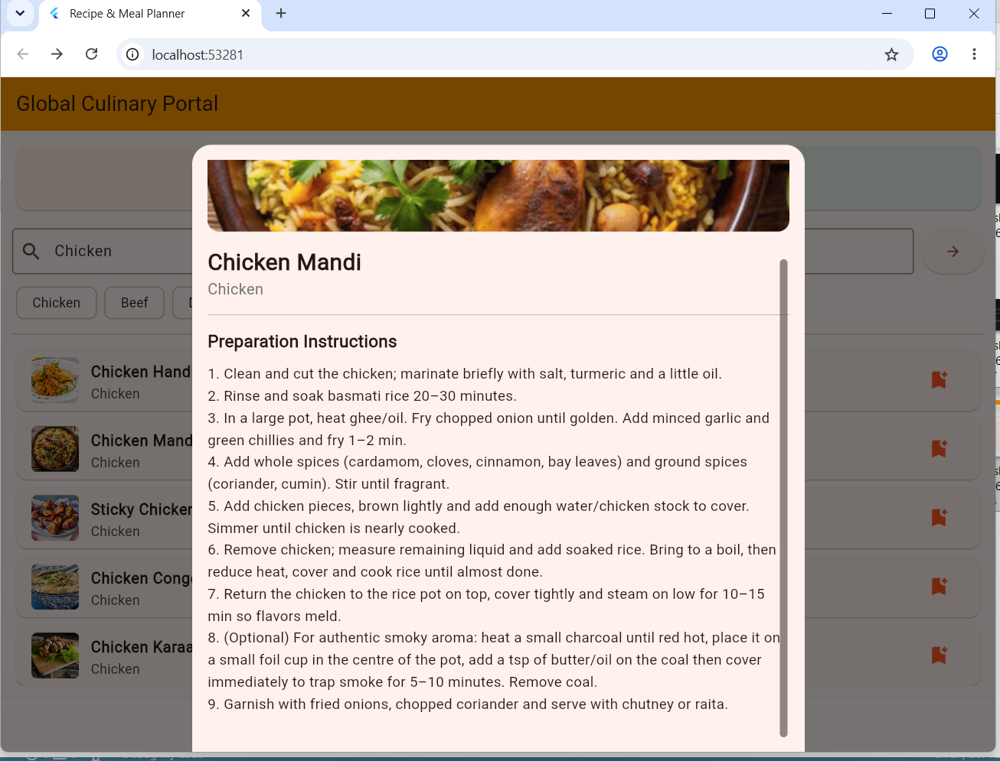 Recipe & Meal Planner
localhost:53281
Global Culinary Portal
Chicken
Chicken
Beef
Chicken Hand
Chicken
Chicken Mand
Chicken
Sticky Chicken
Chicken
Chicken Cong
Chicken
Chicken Karaa
Chicken
Chicken Mandi
Chicken
Preparation Instructions
1. Clean and cut the chicken; marinate briefly with salt, turmeric and a little oil.
2. Rinse and soak basmati rice 20–30 minutes.
3. In a large pot, heat ghee/oil. Fry chopped onion until golden. Add minced garlic and
green chillies and fry 1–2 min.
4. Add whole spices (cardamom, cloves, cinnamon, bay leaves) and ground spices
(coriander, cumin). Stir until fragrant.
5. Add chicken pieces, brown lightly and add enough water/chicken stock to cover.
Simmer until chicken is nearly cooked.
6. Remove chicken; measure remaining liquid and add soaked rice. Bring to a boil, then
reduce heat, cover and cook rice until almost done.
7. Return the chicken to the rice pot on top, cover tightly and steam on low for 10–15
min so flavors meld.
8. (Optional) For authentic smoky aroma: heat a small charcoal until red hot, place it on
a small foil cup in the centre of the pot, add a tsp of butter/oil on the coal then cover
immediately to trap smoke for 5–10 minutes. Remove coal.
9. Garnish with fried onions, chopped coriander and serve with chutney or raita.